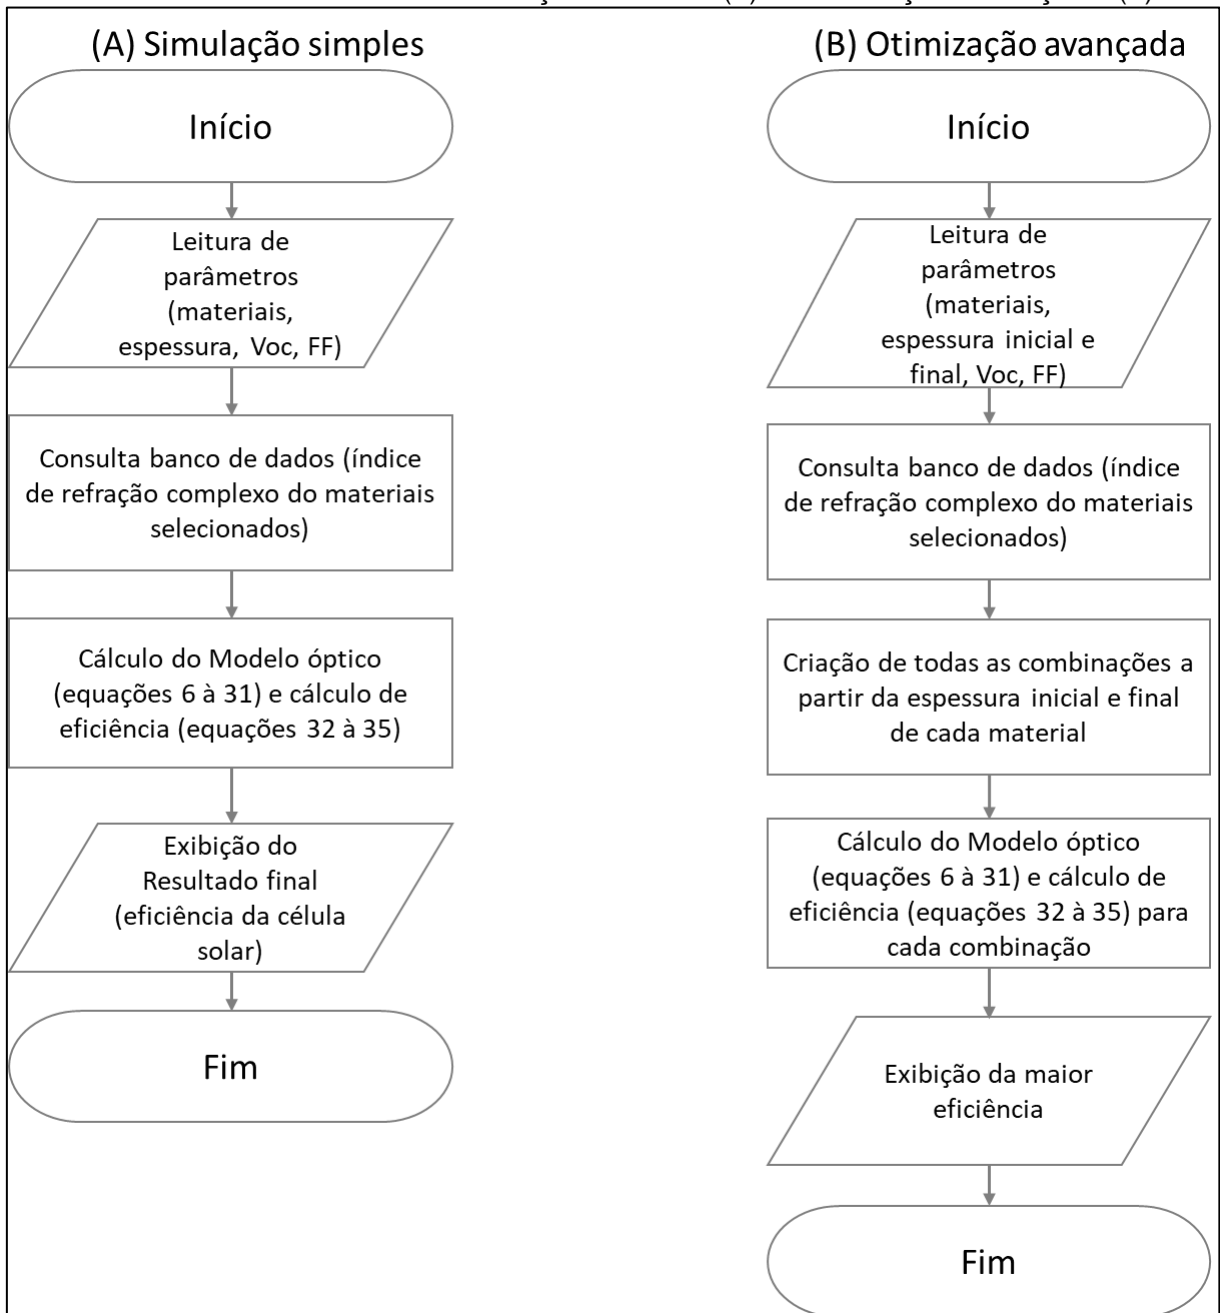 (A) Simulação simples
Início
Leitura de
parâmetros
(materiais,
espessura, Voc, FF)
Consulta banco de dados (índice
de refração complexo do materiais
selecionados)
Cálculo do Modelo óptico
(equações 6 à 31) e cálculo de
eficiência (equações 32 à 35)
Exibição do
Resultado final
(eficiência da célula
solar)
Fim
(B) Otimização avançada
Início
Leitura de
parâmetros
(materiais,
espessura inicial e
final, Voc, FF)
Consulta banco de dados (índice
de refração complexo do materiais
selecionados)
Criação de todas as combinações a
partir da espessura inicial e final
de cada material
Cálculo do Modelo óptico
(equações 6 à 31) e cálculo de
eficiência (equações 32 à 35) para
cada combinação
Exibição da maior
eficiência
Fim